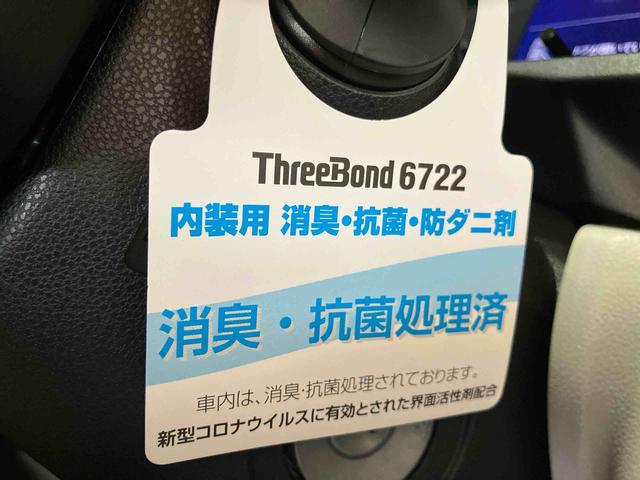 ThreeBond 6722
内装用 消臭・抗菌・防ダニ剤
消臭・抗菌処理済
車内は、消臭・抗菌処理されております。
新型コロナウイルスに有効とされた界面活性剤配合